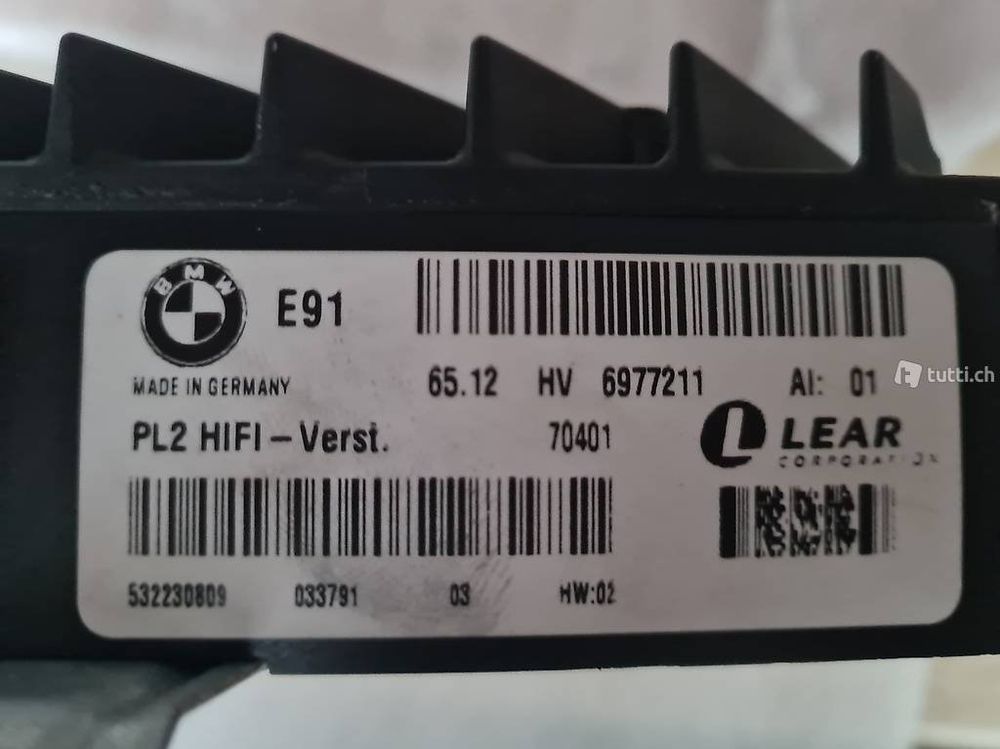 BMW
E91
MADE IN GERMANY
65.12 HV 6977211 AI: 01
tutti.ch
PL2 HIFI – Verst.
70401
LEAR
CORPORATION
532230809 033791 03 HW:02